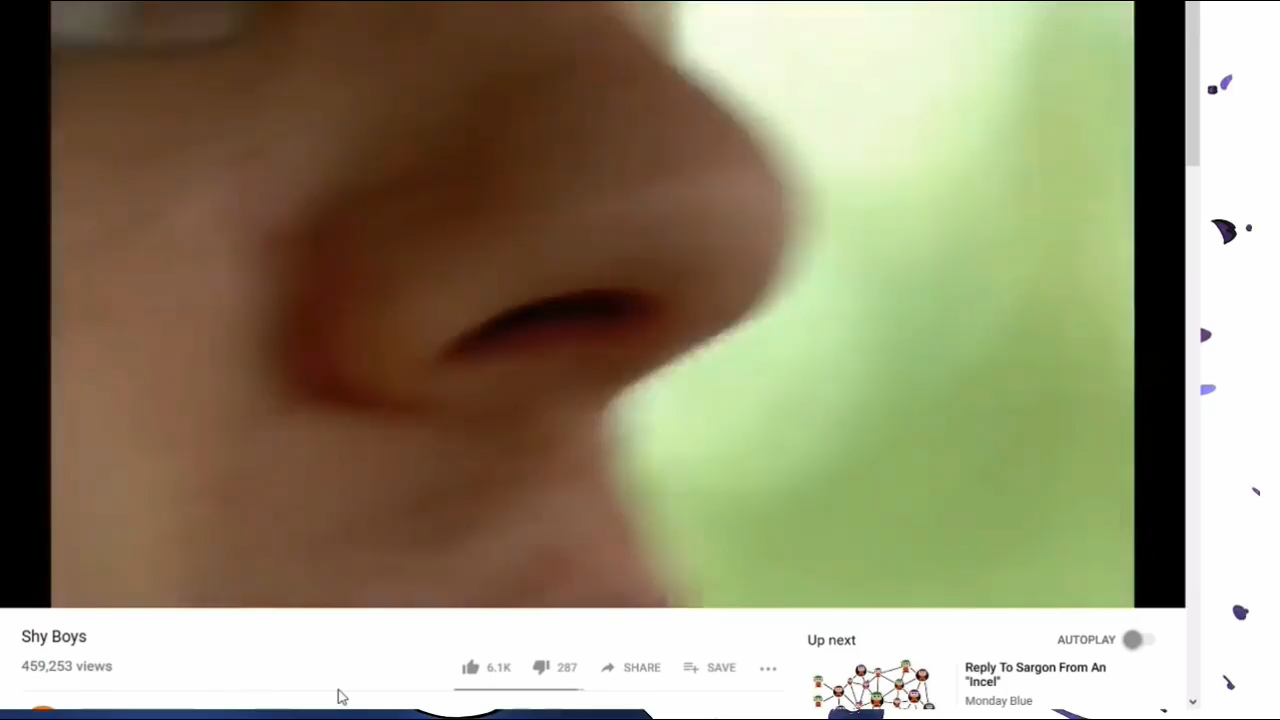 Shy Boys
459,253 views
6.1K
287
SHARE
SAVE
Up next
AUTOPLAY
Reply To Sargon From An
"Incel"
Monday Blue